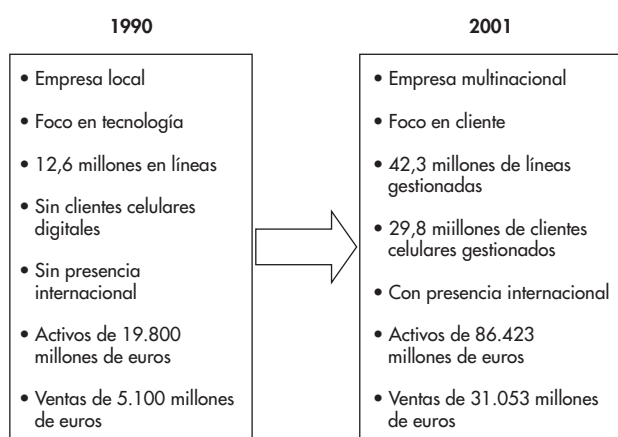 1990
• Empresa local
• Foco en tecnología
• 12,6 millones en líneas
• Sin clientes celulares
digitales
• Sin presencia
internacional
• Activos de 19.800
millones de euros
• Ventas de 5.100 millones
de euros
2001
• Empresa multinacional
• Foco en cliente
• 42,3 millones de líneas
gestionadas
• 29,8 miillones de clientes
celulares gestionados
• Con presencia internacional
• Activos de 86.423
millones de euros
• Ventas de 31.053 millones
de euros